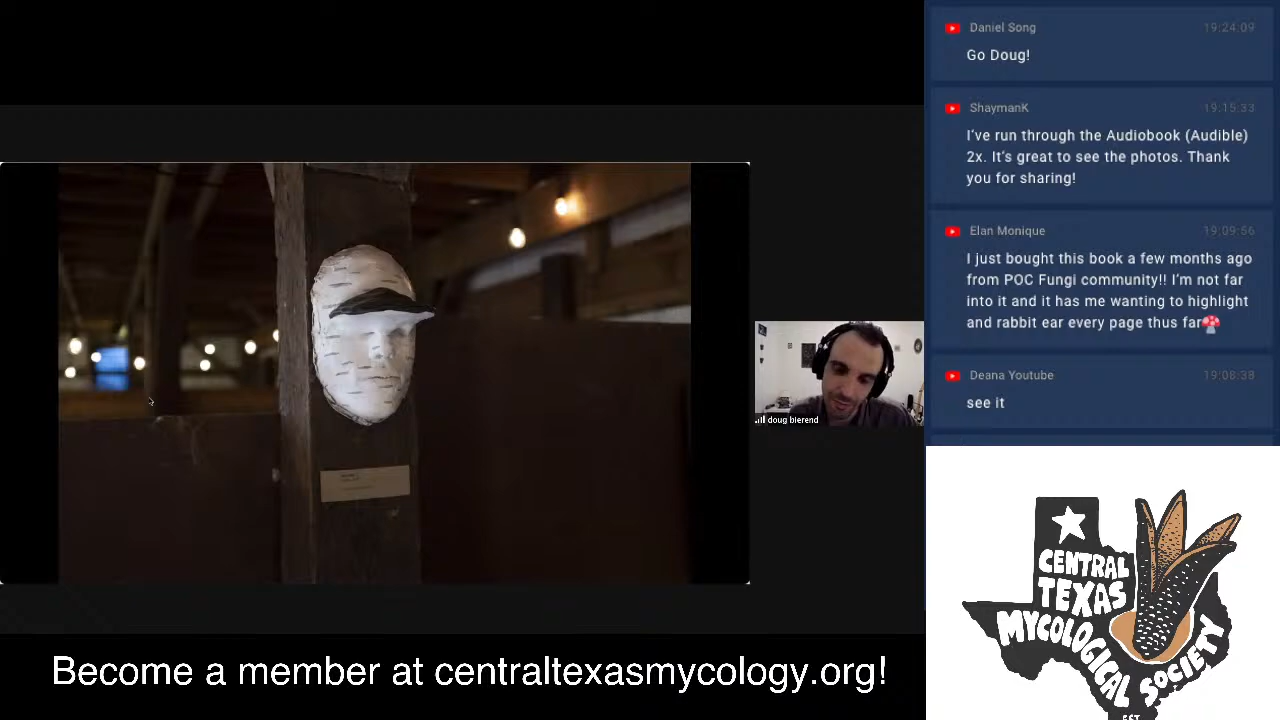 Daniel Song
19:24:09
Go Doug!
ShaymanK
19:15:33
I've run through the Audiobook (Audible)
2x. It's great to see the photos. Thank
you for sharing!
Elan Monique
19:09:56
I just bought this book a few months ago
from POC Fungi community!! I'm not far
into it and it has me wanting to highlight
and rabbit ear every page thus far🍄
Deana Youtube
19:08:38
see it
doug bierend
CENTRAL
TEXAS
MYCOLOGICAL
SOCIETY
EST
Become a member at centraltexasmycology.org!